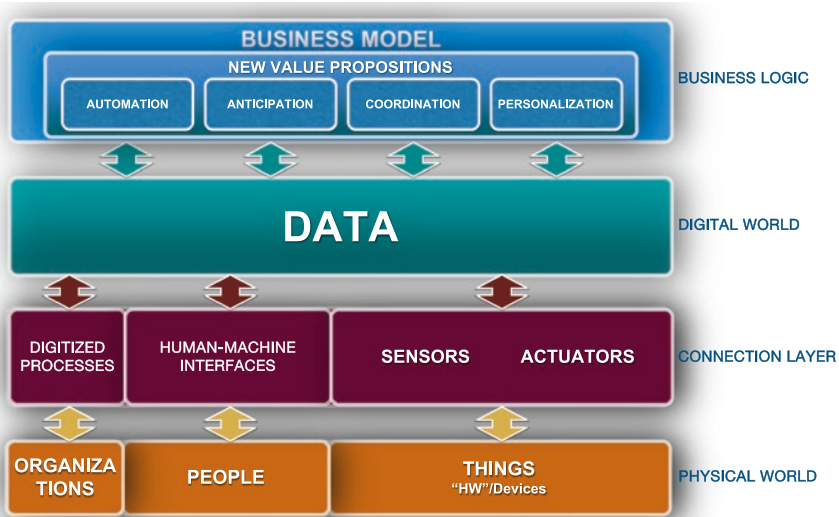 BUSINESS MODEL
NEW VALUE PROPOSITIONS
AUTOMATION
ANTICIPATION
COORDINATION
PERSONALIZATION
BUSINESS LOGIC
DATA
DIGITAL WORLD
DIGITIZED
PROCESSES
HUMAN-MACHINE
INTERFACES
SENSORS
ACTUATORS
CONNECTION LAYER
ORGANIZA
TIONS
PEOPLE
THINGS
“HW”/Devices
PHYSICAL WORLD